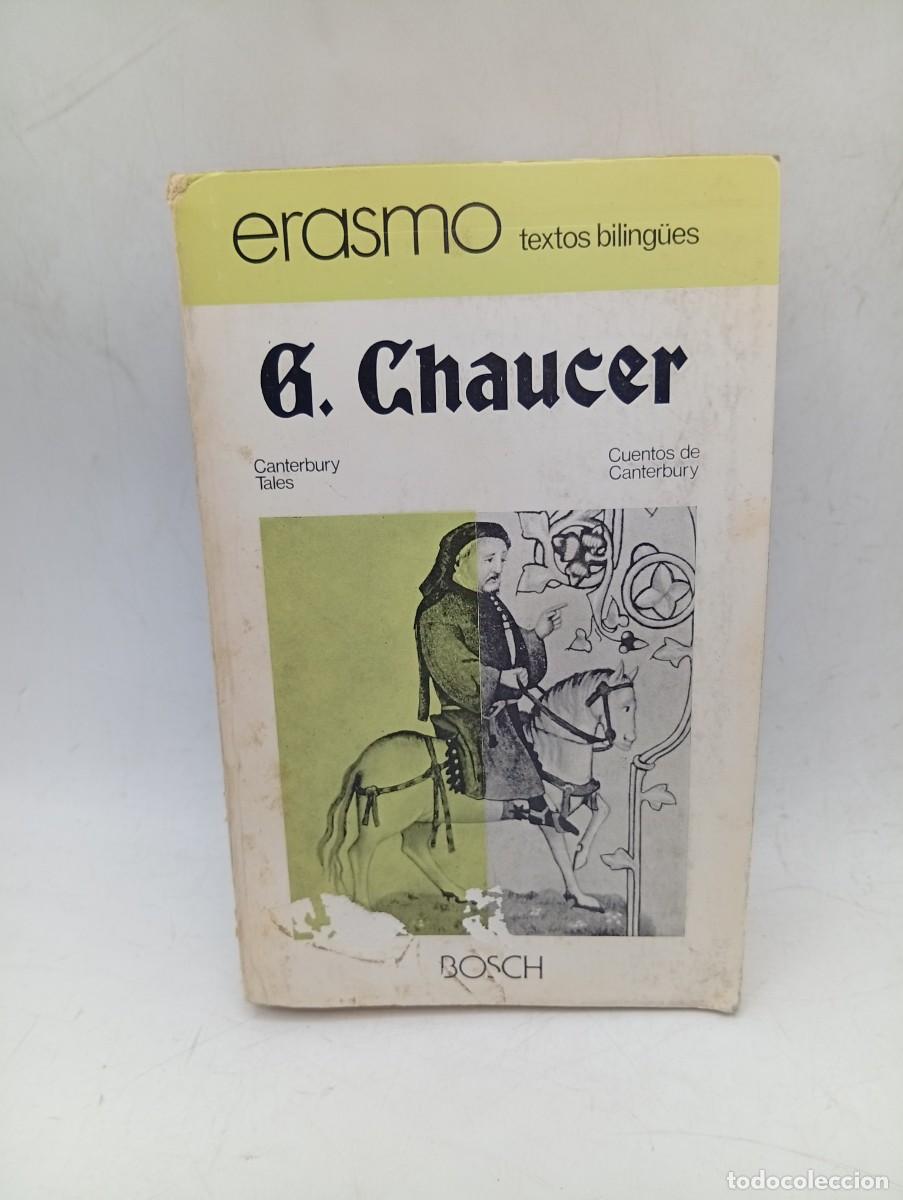 erasmo textos bilingües
G. Chaucer
Canterbury
Tales
Cuentos de
Canterbury
BOSCH
todocoleccion